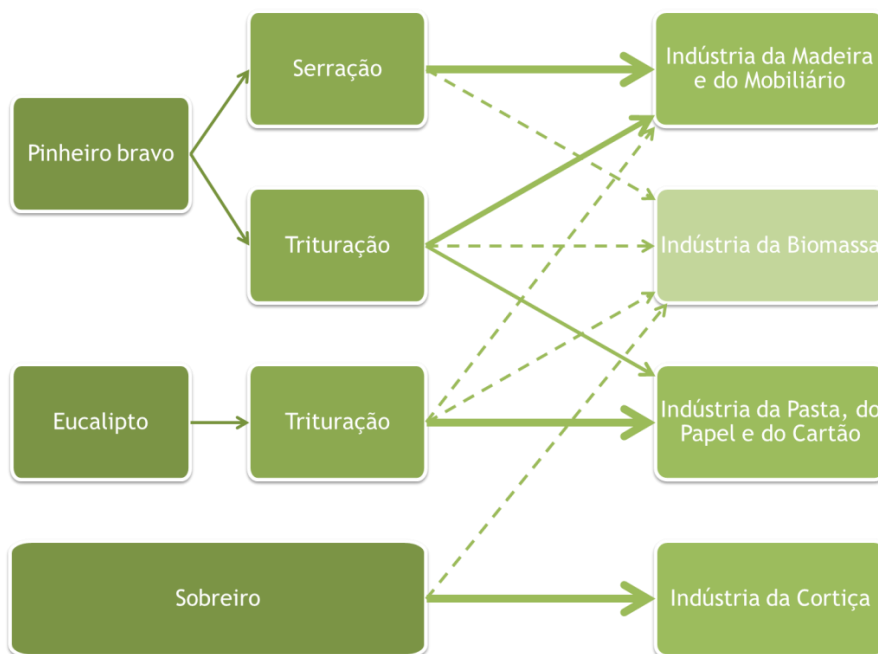 Serração
Indústria da Madeira
e do Mobiliário
Pinheiro bravo
Trituração
Indústria da Biomassa
Eucalipto
Trituração
Indústria da Pasta, do
Papel e do Cartão
Sobreiro
Indústria da Cortiça